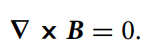 ∇ × B = 0.